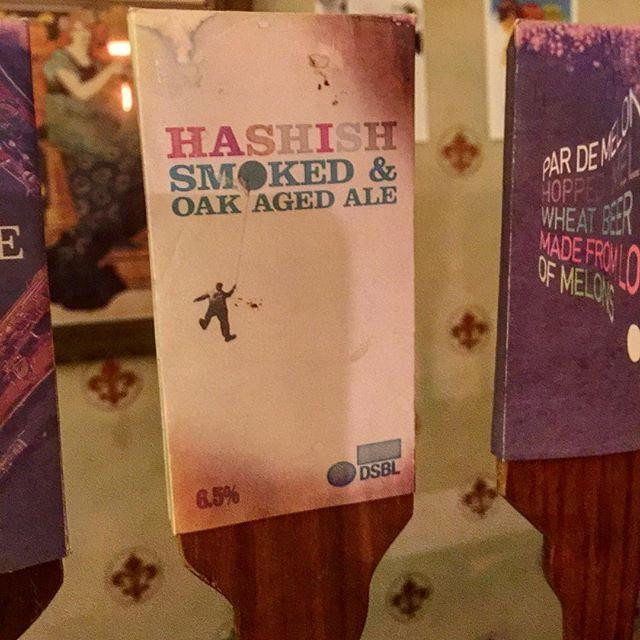 HASHISH
SMOKED &
OAK AGED ALE
6.5%
DSBL
E
PAR DE MELON
WHEAT BEER
MADE FROM LO
OF MELONS